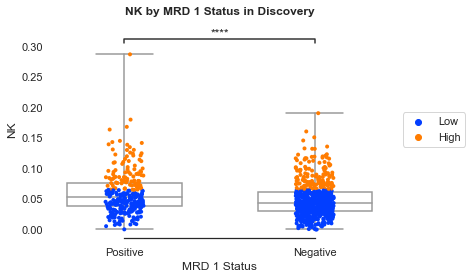 NK by MRD 1 Status in Discovery
****
0.30
0.25
0.20
0.15
0.10
0.05
0.00
NK
Low
High
Positive
Negative
MRD 1 Status